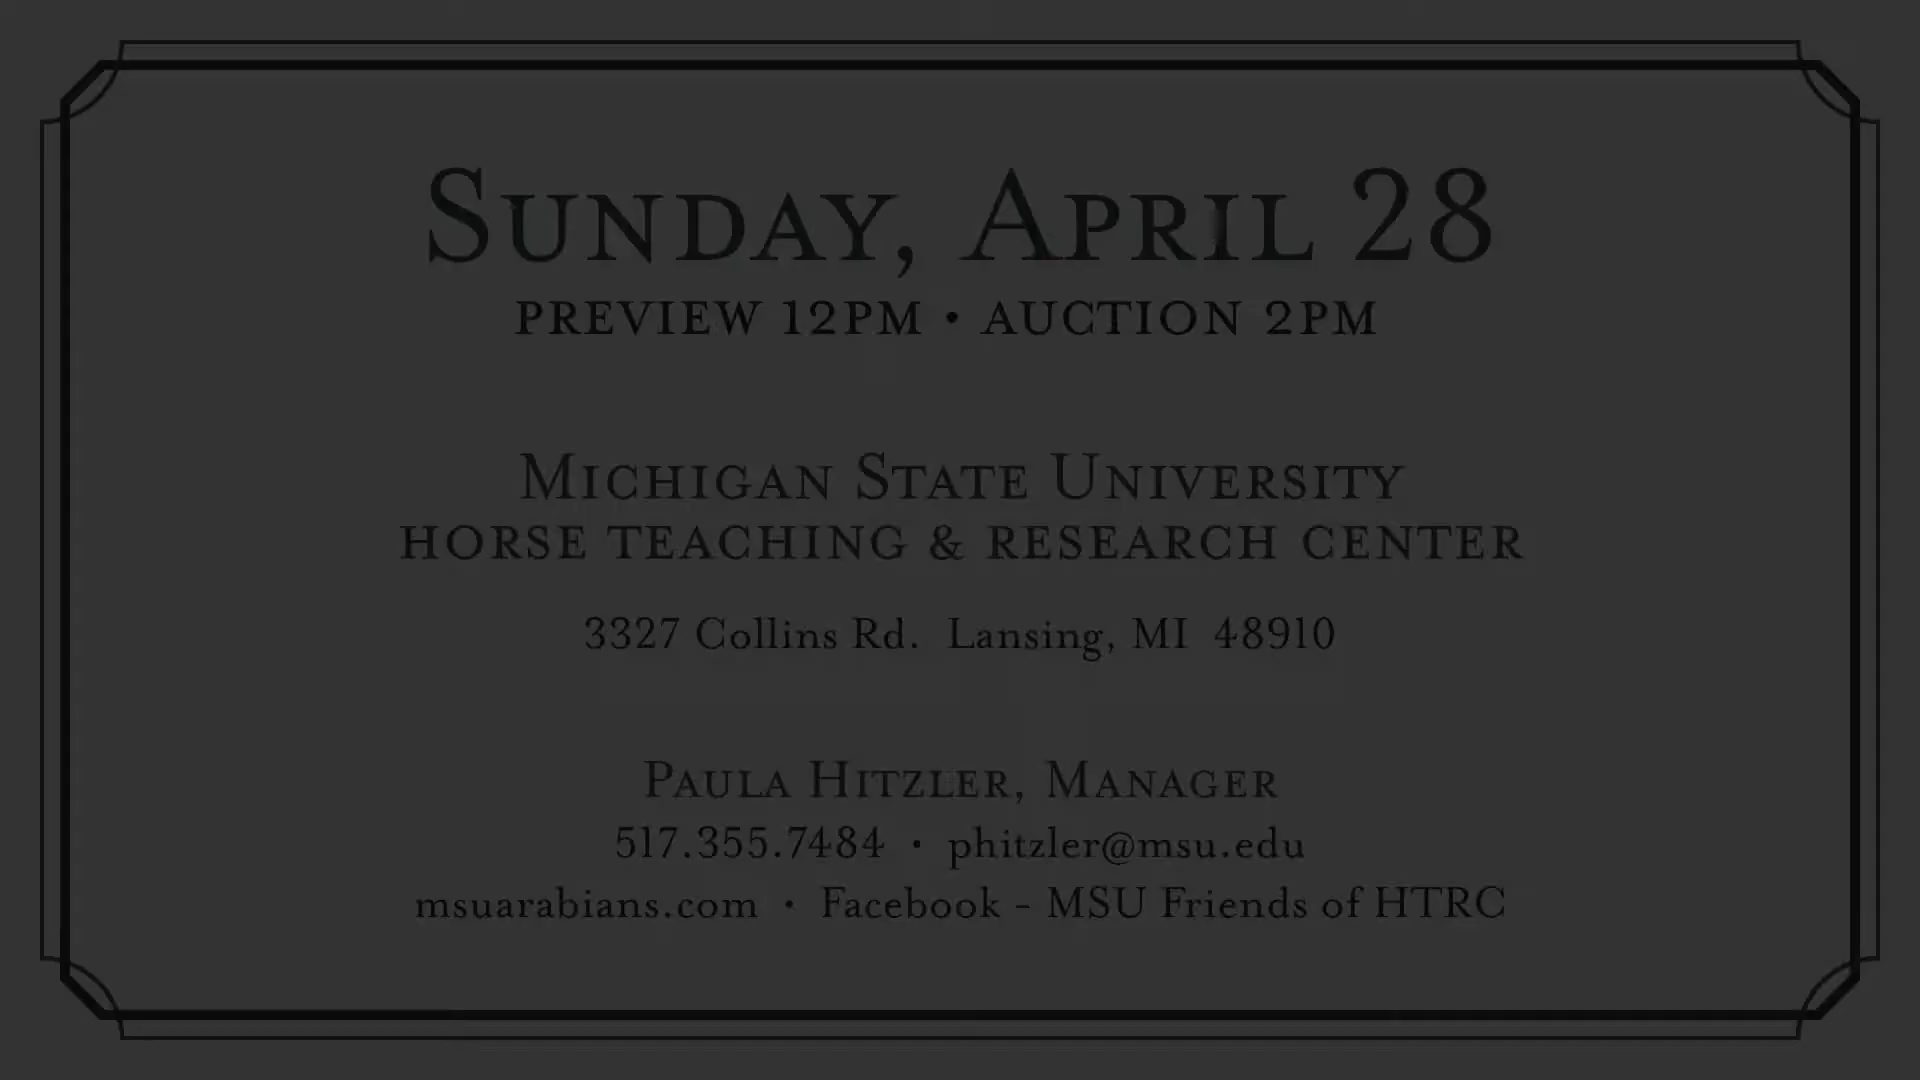 Sunday, April 28
PREVIEW 12PM • AUCTION 2PM
Michigan State University
HORSE TEACHING & RESEARCH CENTER
3327 Collins Rd. Lansing, MI 48910
Paula Hitzler, Manager
517.355.7484 • phitzler@msu.edu
msuarabians.com • Facebook - MSU Friends of HTRC